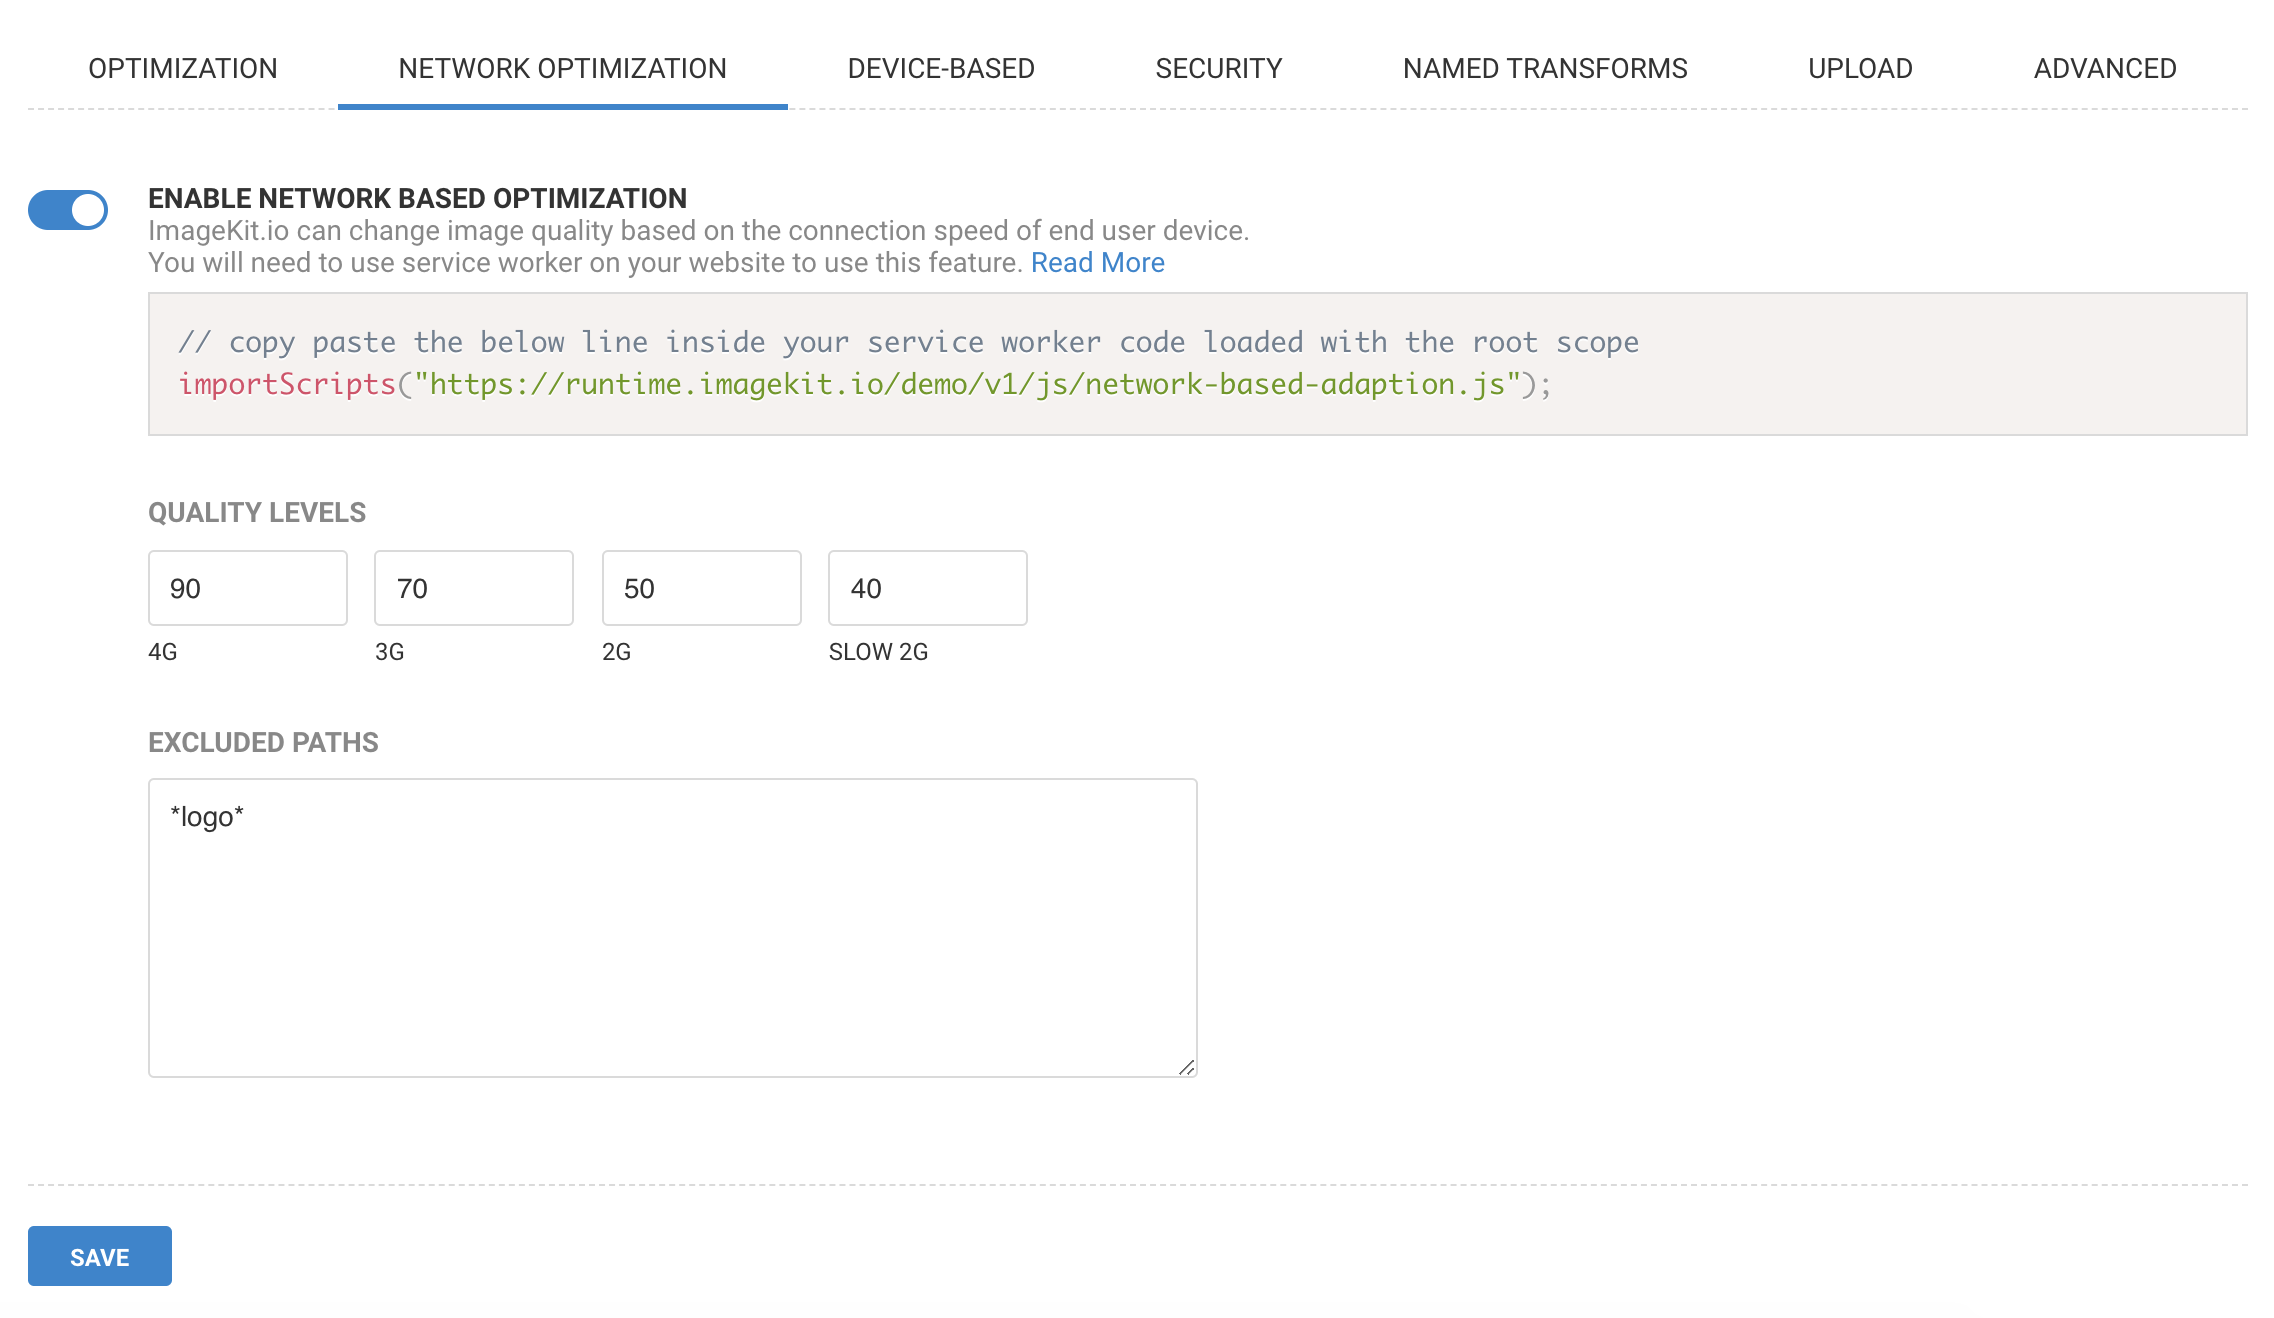 OPTIMIZATION NETWORK OPTIMIZATION DEVICE-BASED SECURITY NAMED TRANSFORMS UPLOAD ADVANCED
ENABLE NETWORK BASED OPTIMIZATION
ImageKit.io can change image quality based on the connection speed of end user device.
You will need to use service worker on your website to use this feature. Read More
// copy paste the below line inside your service worker code loaded with the root scope
importScripts("https://runtime.imagekit.io/demo/v1/js/network-based-adaption.js");
QUALITY LEVELS
90 70 50 40
4G 3G 2G SLOW 2G
EXCLUDED PATHS
*logo*
SAVE